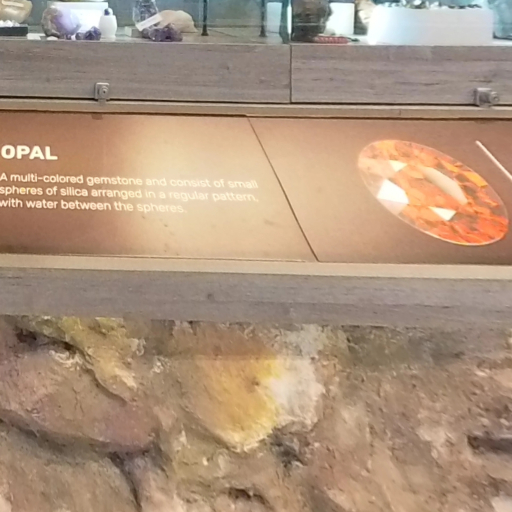 OPAL
A multi-colored gemstone and consist of small
spheres of silica arranged in a regular pattern,
with water between the spheres.